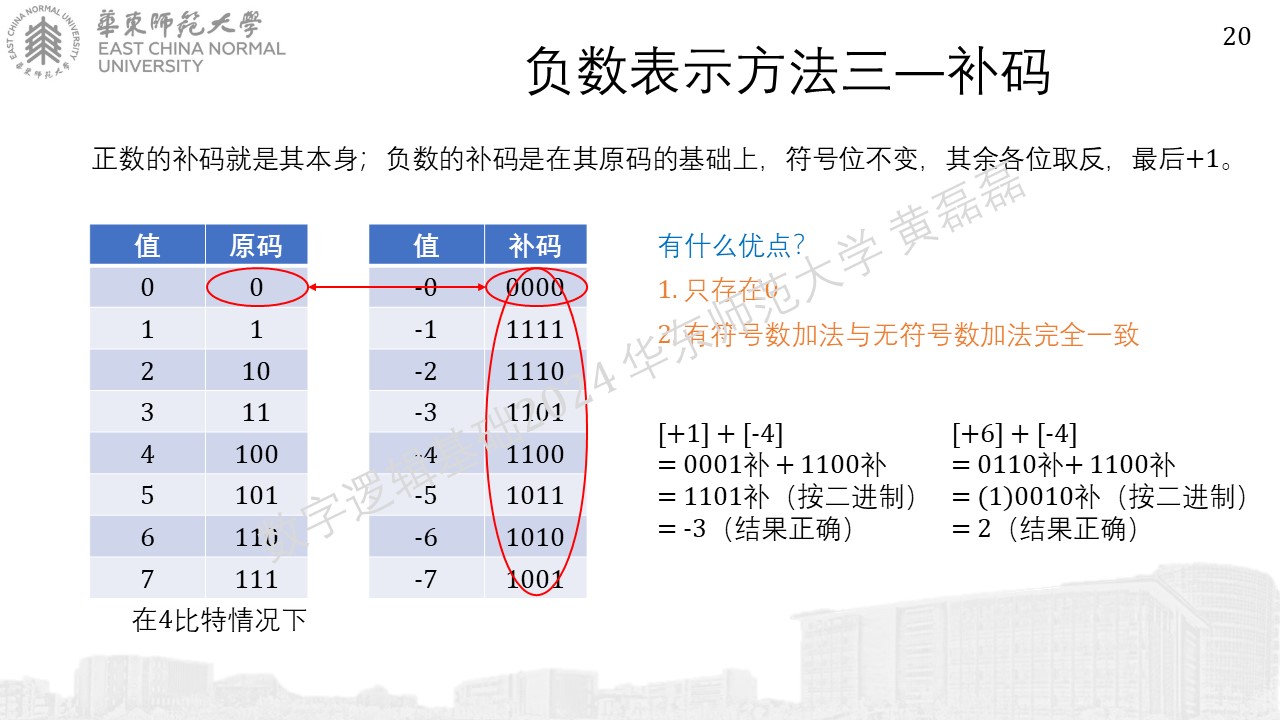 華東師範大學
EAST CHINA NORMAL
UNIVERSITY
EAST CHINA NORMAL UNIVERSITY
華東师范大學
20
负数表示方法三—补码
正数的补码就是其本身；负数的补码是在其原码的基础上，符号位不变，其余各位取反，最后+1。
值 原码
0 0
1 1
2 10
3 11
4 100
5 101
6 110
7 111
在4比特情况下
值 补码
-0 0000
-1 1111
-2 1110
-3 1101
-4 1100
-5 1011
-6 1010
-7 1001
有什么优点？
1. 只存在0
2. 有符号数加法与无符号数加法完全一致
[+1] + [-4]
= 0001补 + 1100补
= 1101补（按二进制）
= -3（结果正确）
[+6] + [-4]
= 0110补+ 1100补
= (1)0010补（按二进制）
= 2（结果正确）
数字逻辑基础2024 华东师范大学 黄磊磊